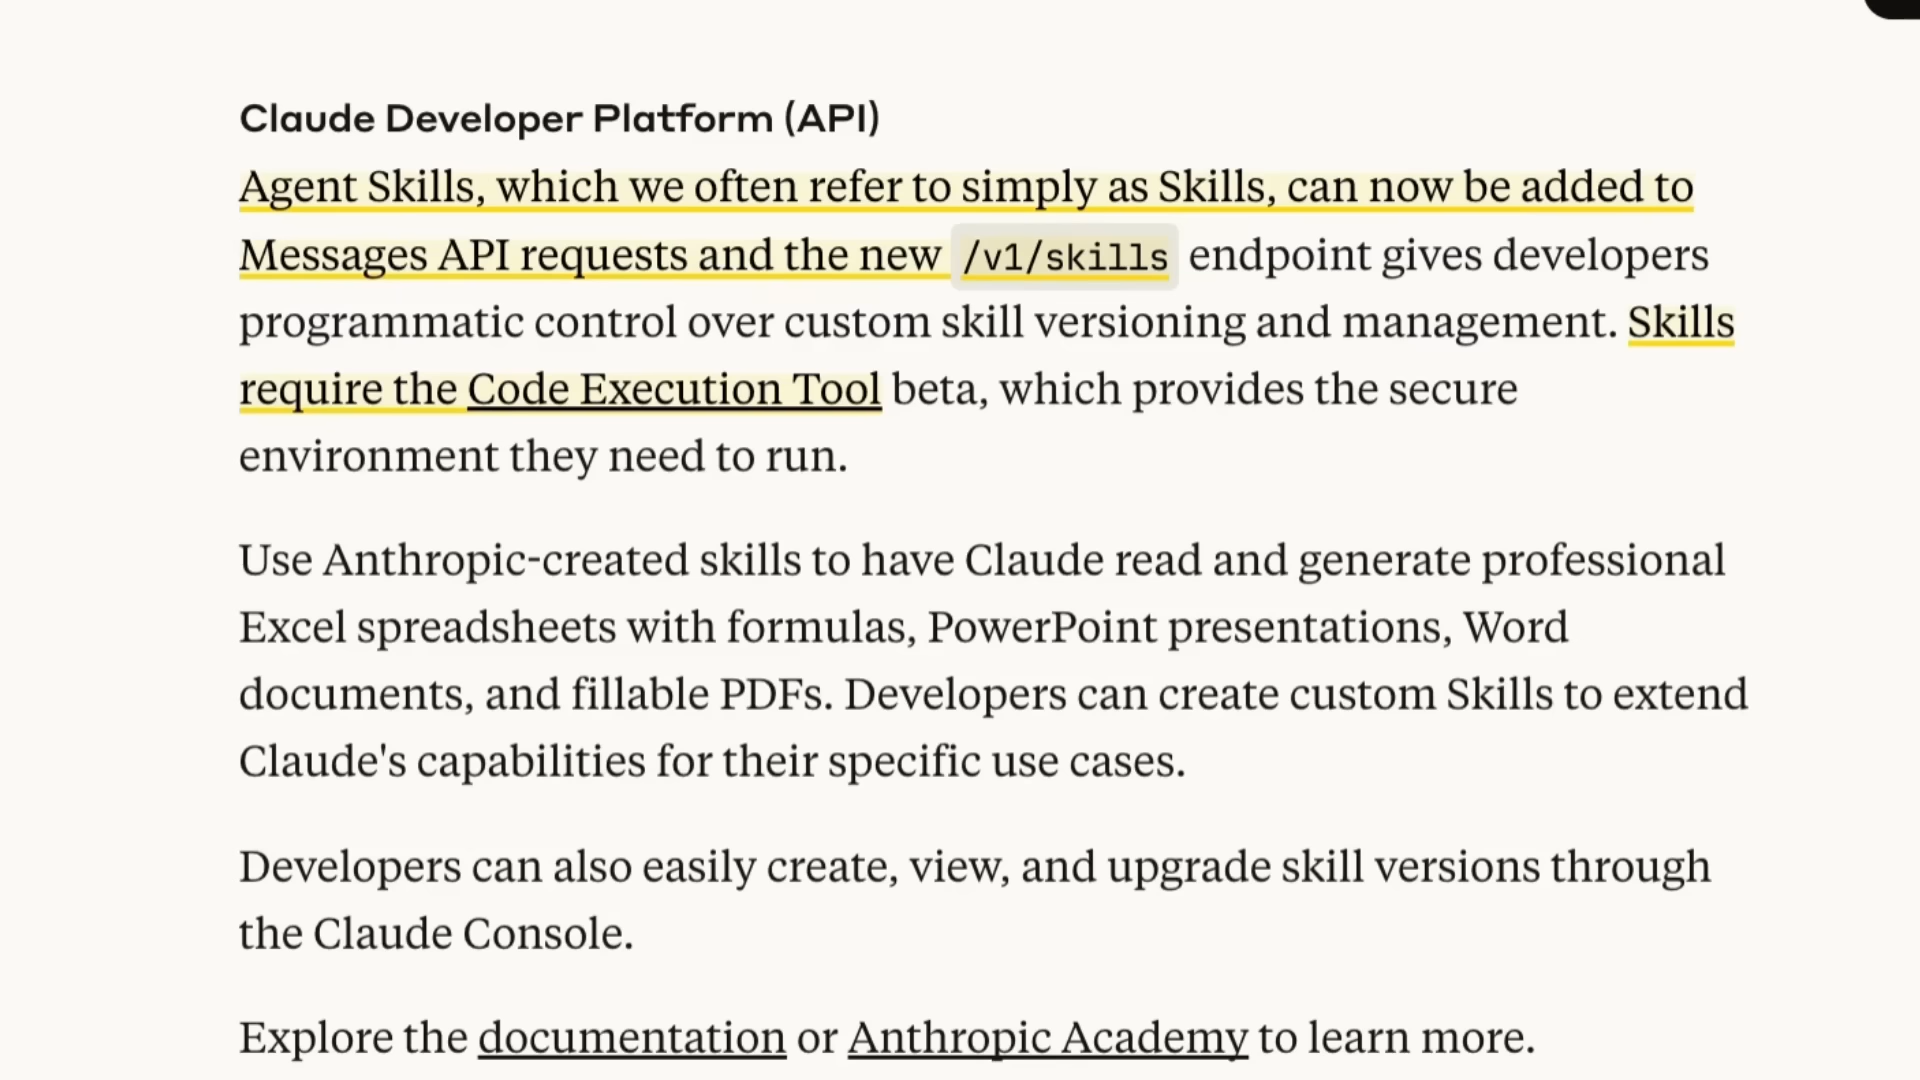 Claude Developer Platform (API)
Agent Skills, which we often refer to simply as Skills, can now be added to
Messages API requests and the new /v1/skills endpoint gives developers
programmatic control over custom skill versioning and management. Skills
require the Code Execution Tool beta, which provides the secure
environment they need to run.
Use Anthropic-created skills to have Claude read and generate professional
Excel spreadsheets with formulas, PowerPoint presentations, Word
documents, and fillable PDFs. Developers can create custom Skills to extend
Claude's capabilities for their specific use cases.
Developers can also easily create, view, and upgrade skill versions through
the Claude Console.
Explore the documentation or Anthropic Academy to learn more.